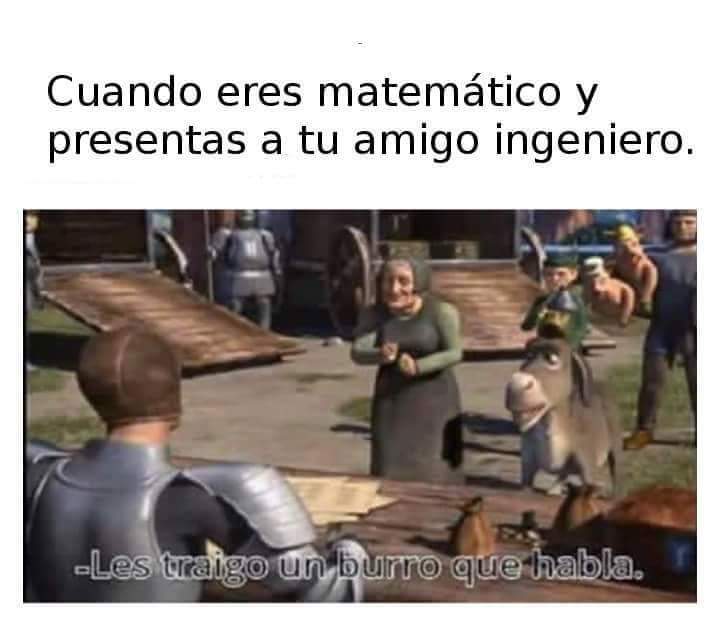 Cuando eres matemático y
presentas a tu amigo ingeniero.
-Les traigo un burro que habla.